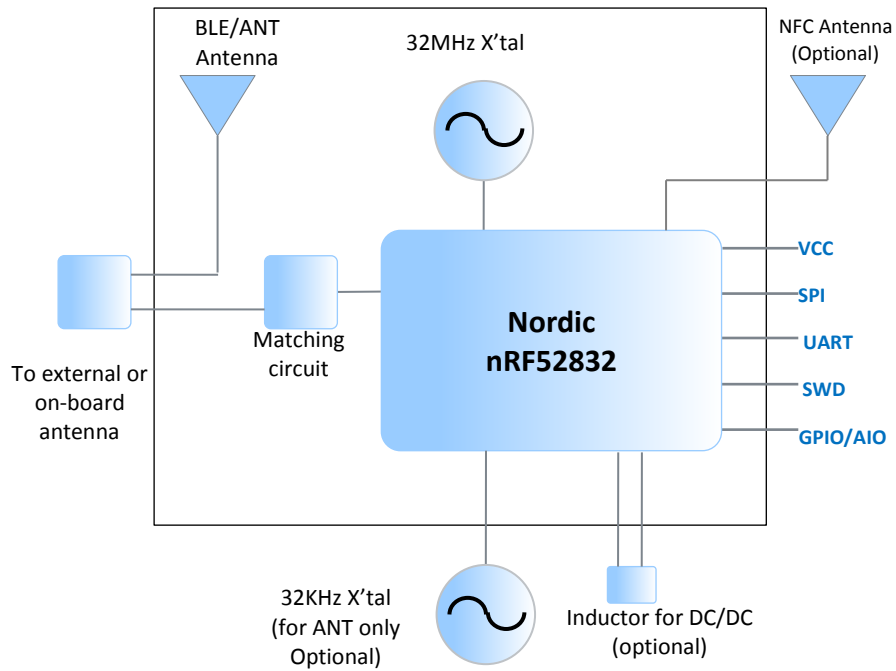 BLE/ANT
Antenna
32MHz X’tal
NFC Antenna
(Optional)
VCC
SPI
UART
SWD
GPIO/AIO
Nordic
nRF52832
Matching
circuit
To external or
on-board
antenna
32KHz X’tal
(for ANT only
Optional)
Inductor for DC/DC
(optional)